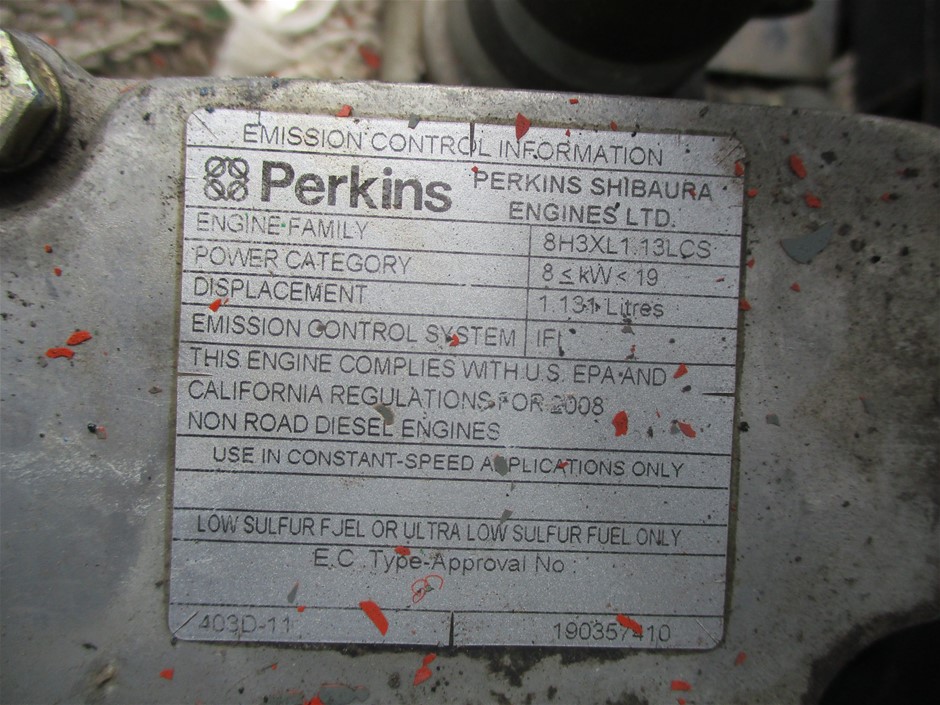 EMISSION CONTROL INFORMATION
Perkins
PERKINS SHIBAURA
ENGINES LTD.
ENGINE FAMILY 8H3XL1.13LCS
POWER CATEGORY 8 ≤ kW < 19
DISPLACEMENT 1.131 Litres
EMISSION CONTROL SYSTEM IFI
THIS ENGINE COMPLIES WITH U.S. EPA AND
CALIFORNIA REGULATIONS FOR 2008
NON ROAD DIESEL ENGINES
USE IN CONSTANT-SPEED APPLICATIONS ONLY
LOW SULFUR FUEL OR ULTRA LOW SULFUR FUEL ONLY
E.C. Type-Approval No :
403D-11 190357410